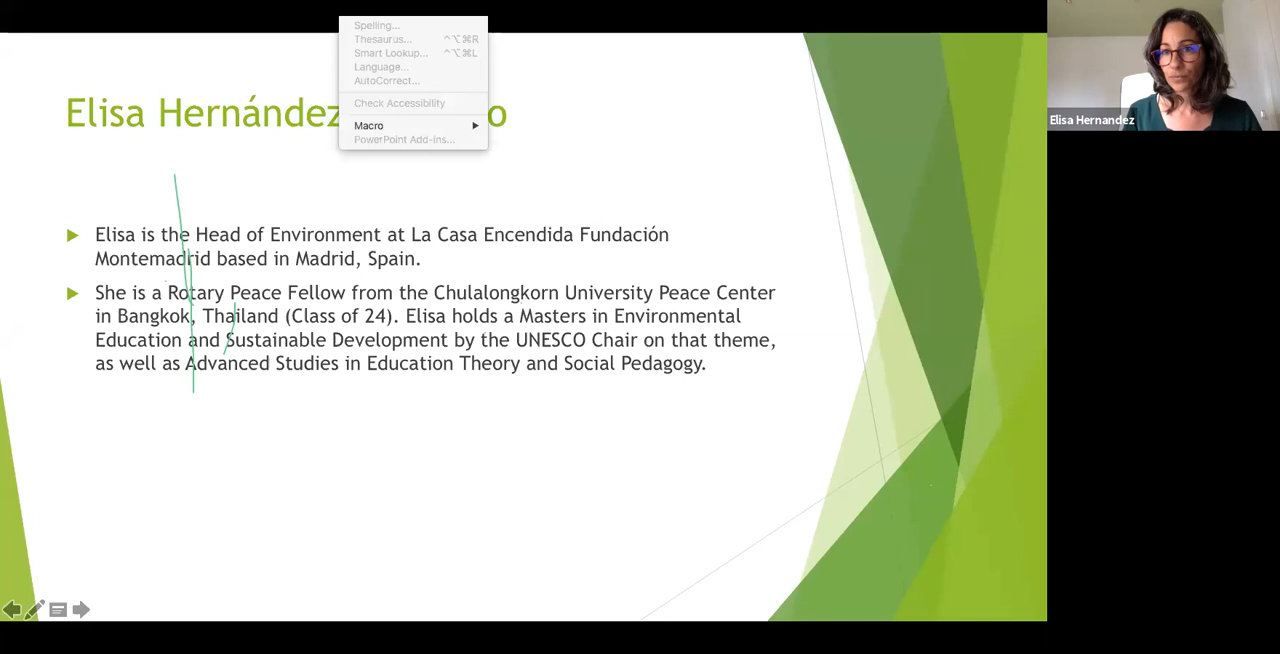 Spelling...
Thesaurus... ^⌥⌘R
Smart Lookup... ^⌥⌘L
Language...
AutoCorrect...
Check Accessibility
Macro
PowerPoint Add-ins...
Elisa Hernández
Elisa is the Head of Environment at La Casa Encendida Fundación
Montemadrid based in Madrid, Spain.
She is a Rotary Peace Fellow from the Chulalongkorn University Peace Center
in Bangkok, Thailand (Class of 24). Elisa holds a Masters in Environmental
Education and Sustainable Development by the UNESCO Chair on that theme,
as well as Advanced Studies in Education Theory and Social Pedagogy.
Elisa Hernandez